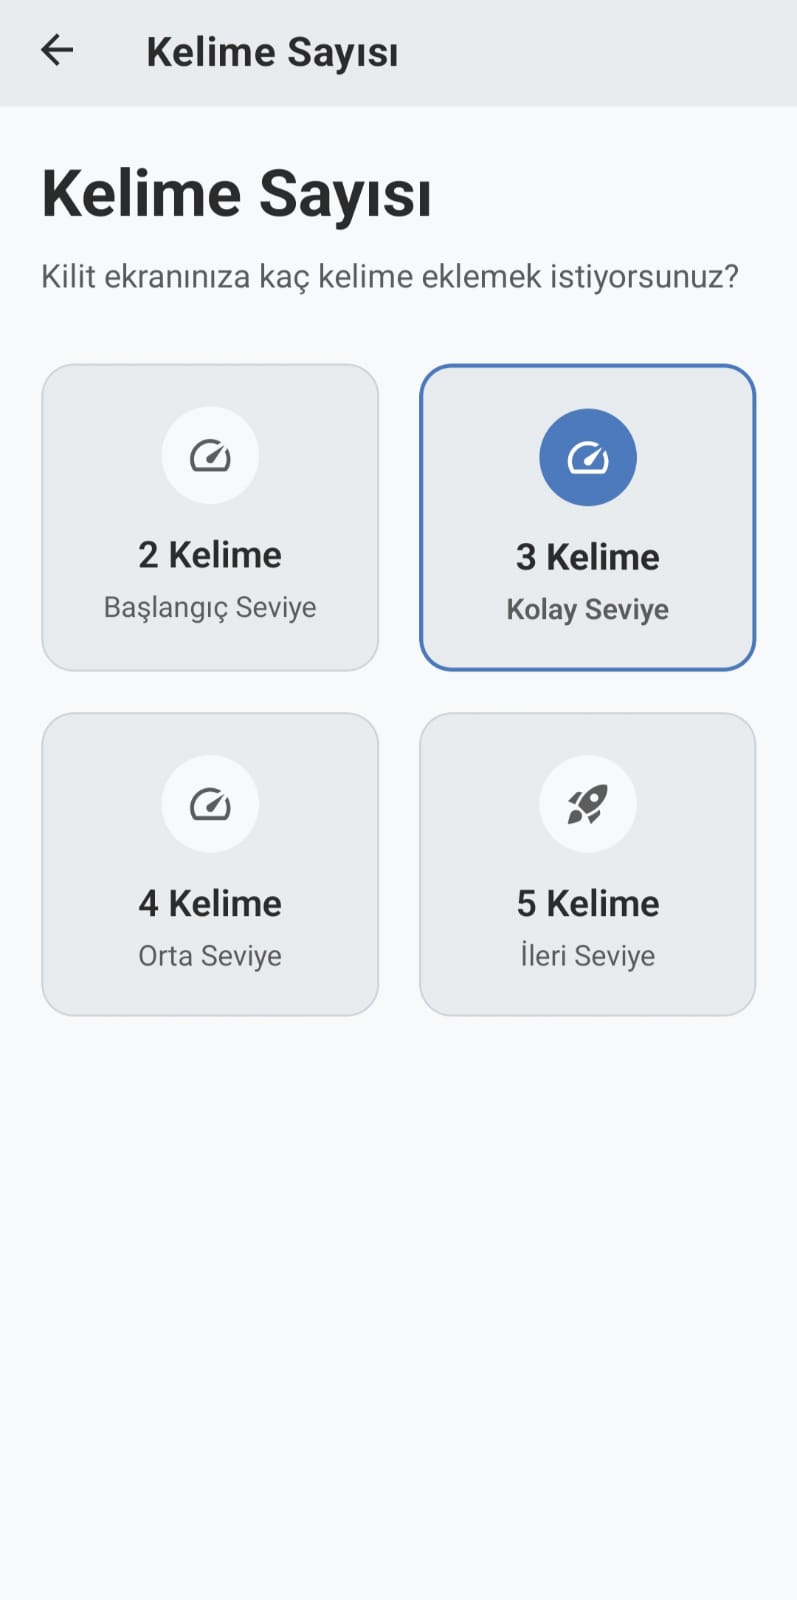 Kelime Sayısı
Kelime Sayısı
Kilit ekranınıza kaç kelime eklemek istiyorsunuz?
2 Kelime
Başlangıç Seviye
3 Kelime
Kolay Seviye
4 Kelime
Orta Seviye
5 Kelime
İleri Seviye